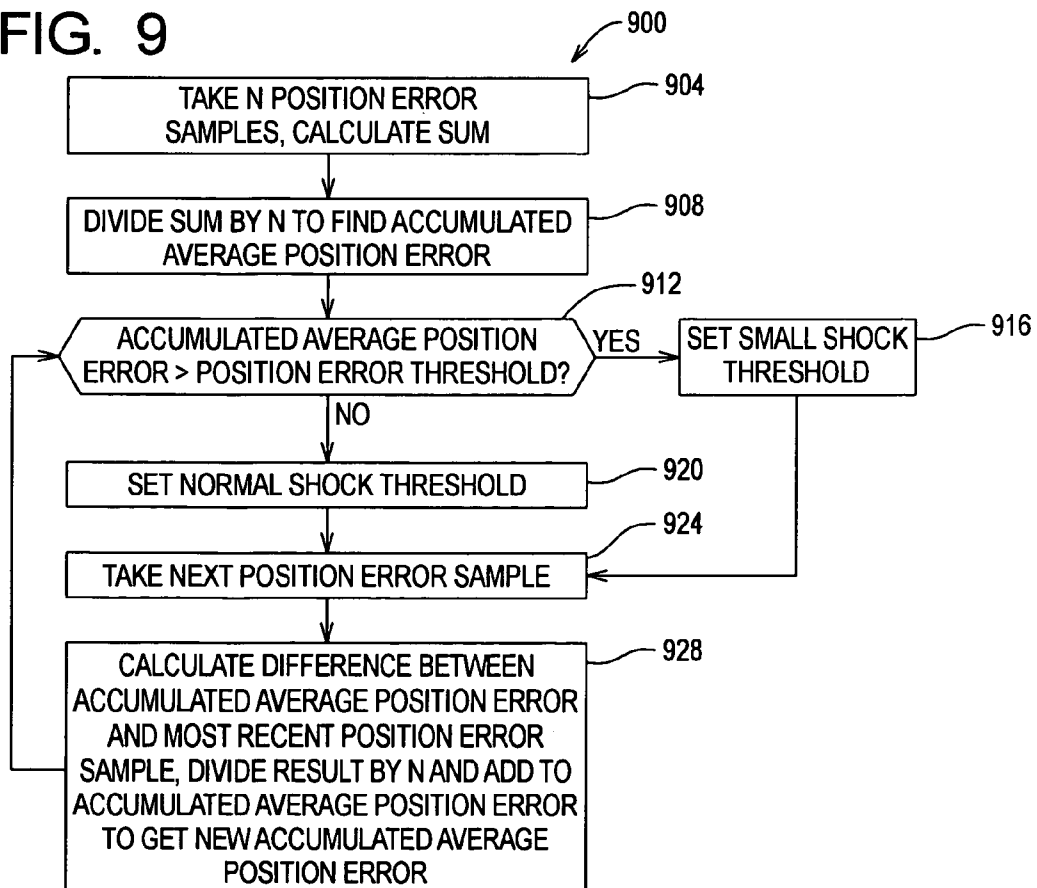 FIG. 9
900
TAKE N POSITION ERROR
SAMPLES, CALCULATE SUM
904
DIVIDE SUM BY N TO FIND ACCUMULATED
AVERAGE POSITION ERROR
908
ACCUMULATED AVERAGE POSITION
ERROR > POSITION ERROR THRESHOLD?
912
YES
SET SMALL SHOCK
THRESHOLD
916
NO
SET NORMAL SHOCK THRESHOLD
920
TAKE NEXT POSITION ERROR SAMPLE
924
CALCULATE DIFFERENCE BETWEEN
ACCUMULATED AVERAGE POSITION ERROR
AND MOST RECENT POSITION ERROR
SAMPLE, DIVIDE RESULT BY N AND ADD TO
ACCUMULATED AVERAGE POSITION ERROR
TO GET NEW ACCUMULATED AVERAGE
POSITION ERROR
928